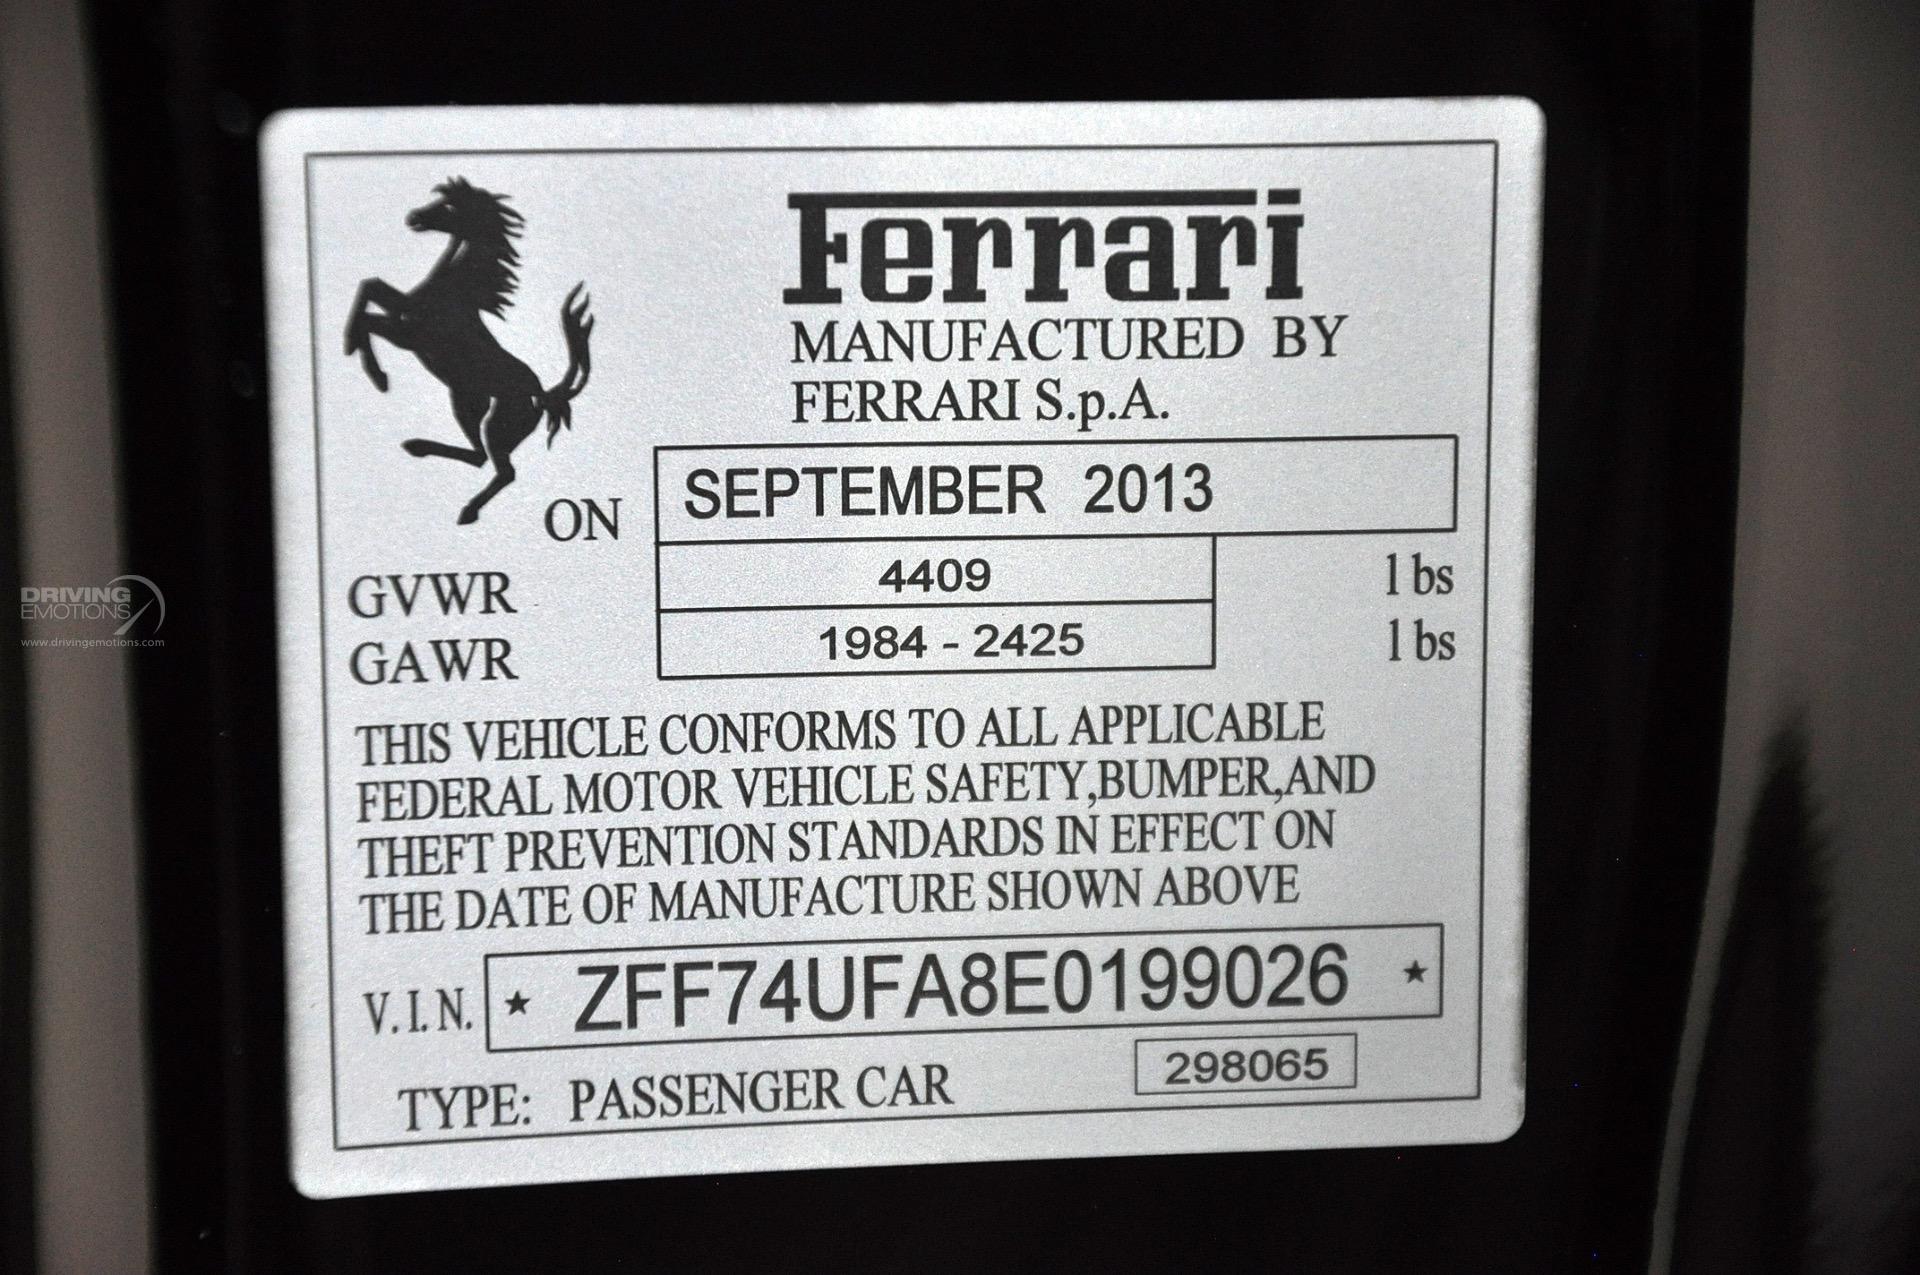 Ferrari
MANUFACTURED BY
FERRARI S.p.A.
ON SEPTEMBER 2013
GVWR 4409 lbs
GAWR 1984 - 2425 lbs
THIS VEHICLE CONFORMS TO ALL APPLICABLE
FEDERAL MOTOR VEHICLE SAFETY,BUMPER,AND
THEFT PREVENTION STANDARDS IN EFFECT ON
THE DATE OF MANUFACTURE SHOWN ABOVE
V.I.N. ★ ZFF74UFA8E0199026 ★
TYPE: PASSENGER CAR 298065
DRIVING
EMOTIONS
www.drivingemotions.com